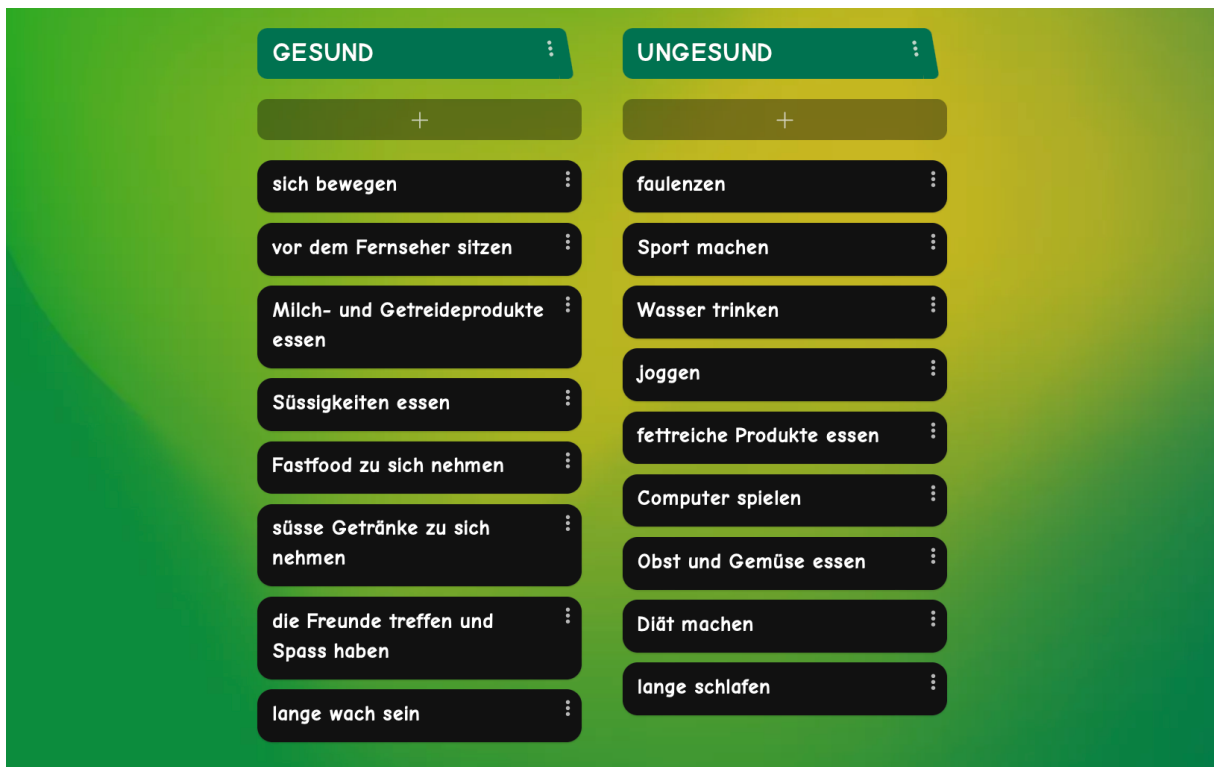 GESUND
sich bewegen
vor dem Fernseher sitzen
Milch- und Getreideprodukte
essen
Süssigkeiten essen
Fastfood zu sich nehmen
süsse Getränke zu sich
nehmen
die Freunde treffen und
Spass haben
lange wach sein
UNGESUND
faulenzen
Sport machen
Wasser trinken
joggen
fettreiche Produkte essen
Computer spielen
Obst und Gemüse essen
Diät machen
lange schlafen